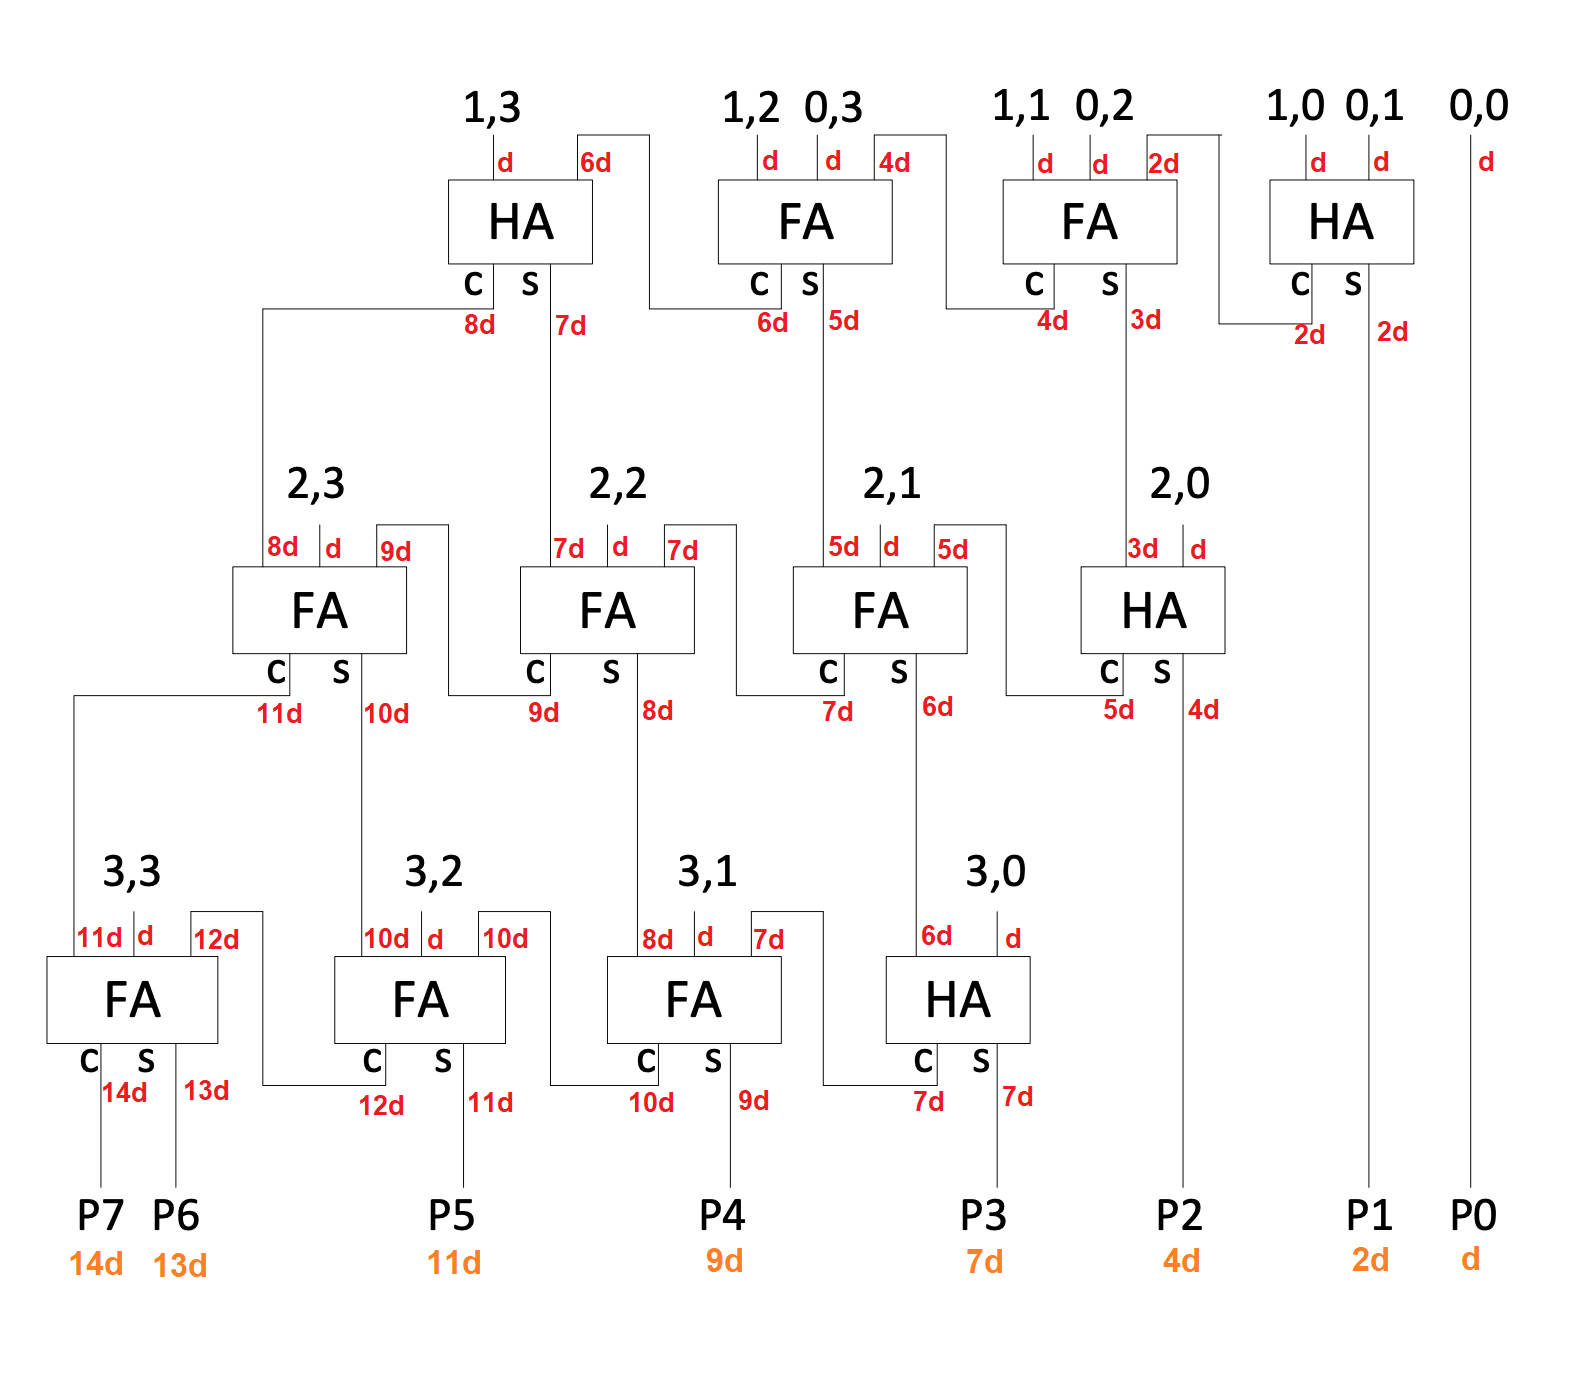 1,3 1,2 0,3 1,1 0,2 1,0 0,1 0,0
d 6d d d 4d d d 2d d d d
HA FA FA HA
C S C S C S C S
8d 7d 6d 5d 4d 3d 2d 2d
2,3 2,2 2,1 2,0
8d d 9d 7d d 7d 5d d 5d 3d d
FA FA FA HA
C S C S C S C S
11d 10d 9d 8d 7d 6d 5d 4d
3,3 3,2 3,1 3,0
11d d 12d 10d d 10d 8d d 7d 6d d
FA FA FA HA
C S C S C S C S
14d 13d 12d 11d 10d 9d 7d 7d
P7 P6 P5 P4 P3 P2 P1 P0
14d 13d 11d 9d 7d 4d 2d d